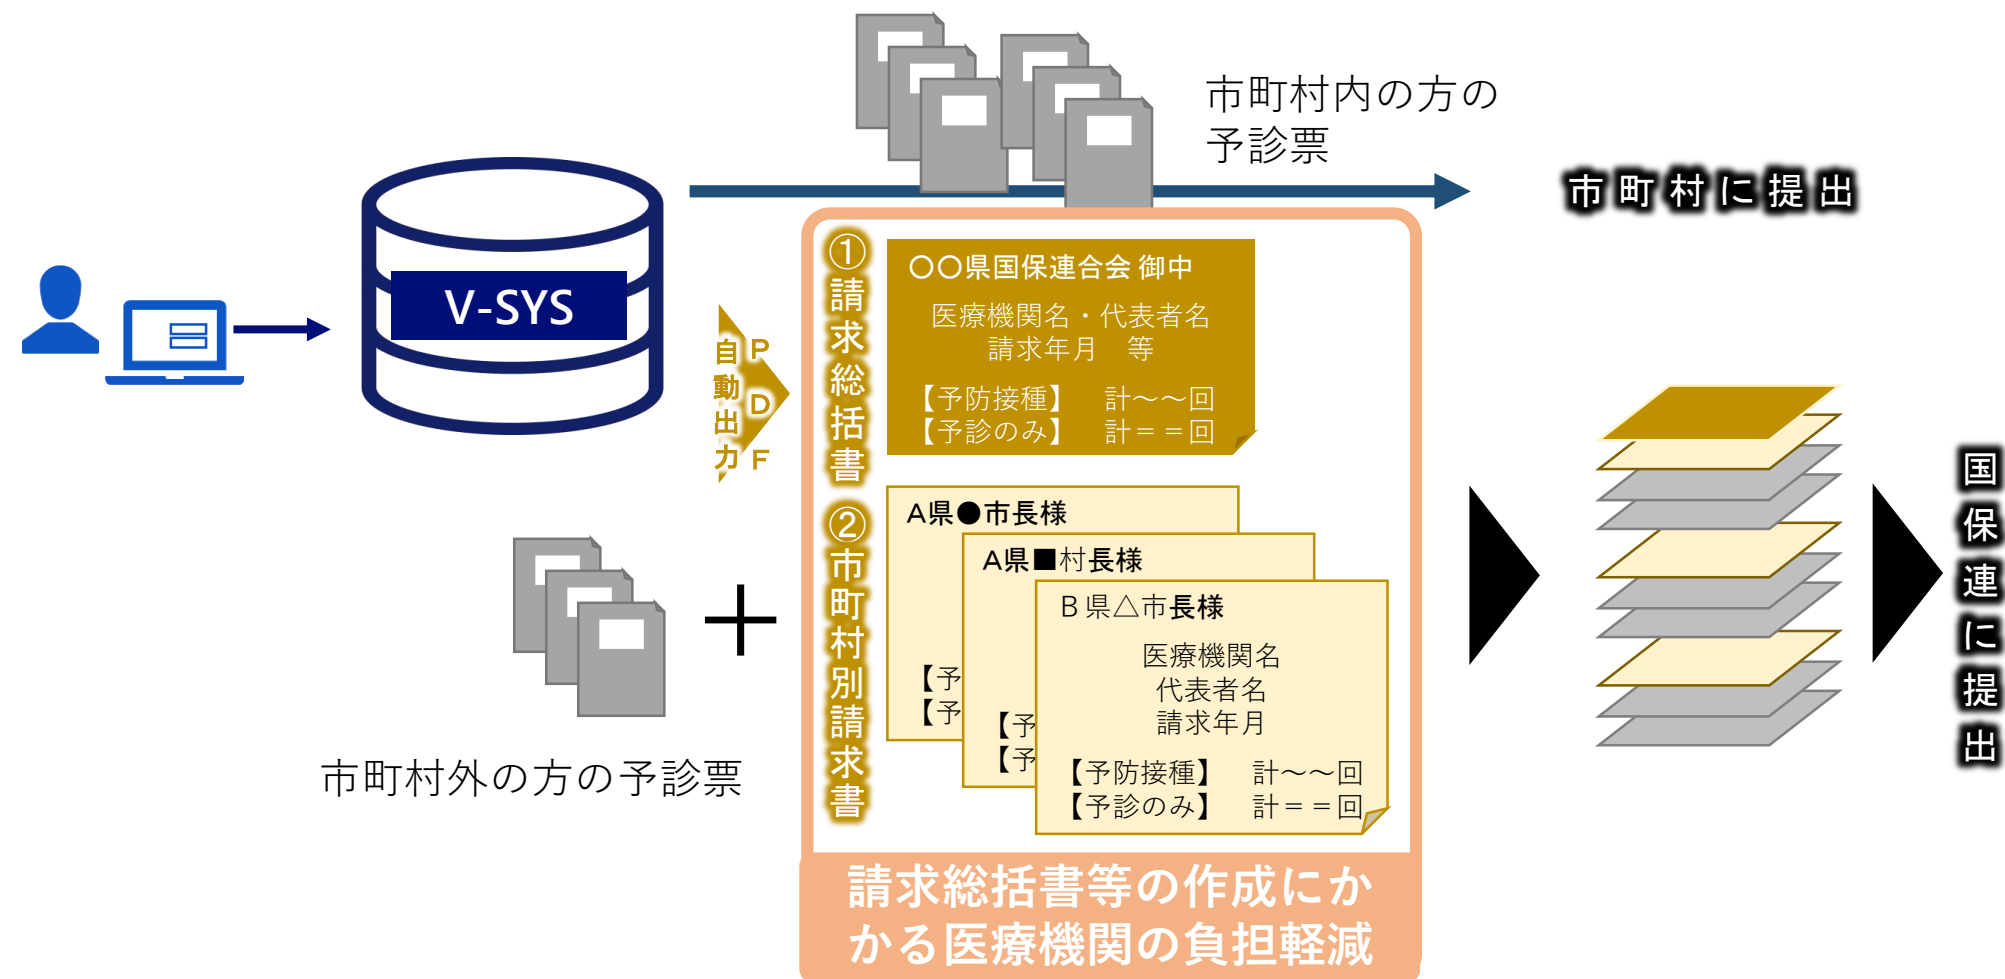 市町村内の方の
予診票
市町村に提出
V-SYS
PDF
自動出力
①請求総括書
〇〇県国保連合会 御中
医療機関名・代表者名
請求年月　等
【予防接種】　計～～回
【予診のみ】　計＝＝回
②市町村別請求書
A県●市長様
【予
【予
A県■村長様
【予
【予
B県△市長様
医療機関名
代表者名
請求年月
【予防接種】　計～～回
【予診のみ】　計＝＝回
市町村外の方の予診票
請求総括書等の作成にか
かる医療機関の負担軽減
国保連に提出